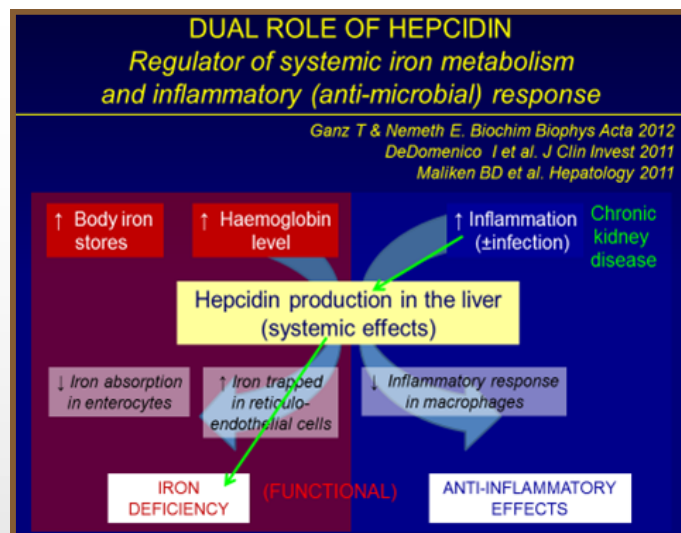 DUAL ROLE OF HEPCIDIN
Regulator of systemic iron metabolism
and inflammatory (anti-microbial) response
Ganz T & Nemeth E. Biochim Biophys Acta 2012
DeDomenico I et al. J Clin Invest 2011
Maliken BD et al. Hepatology 2011
↑ Body iron
stores
↑ Haemoglobin
level
↑ Inflammation
(±infection)
Chronic
kidney
disease
Hepcidin production in the liver
(systemic effects)
↓ Iron absorption
in enterocytes
↑ Iron trapped
in reticulo-
endothelial cells
↓ Inflammatory response
in macrophages
IRON
DEFICIENCY
(FUNCTIONAL)
ANTI-INFLAMMATORY
EFFECTS